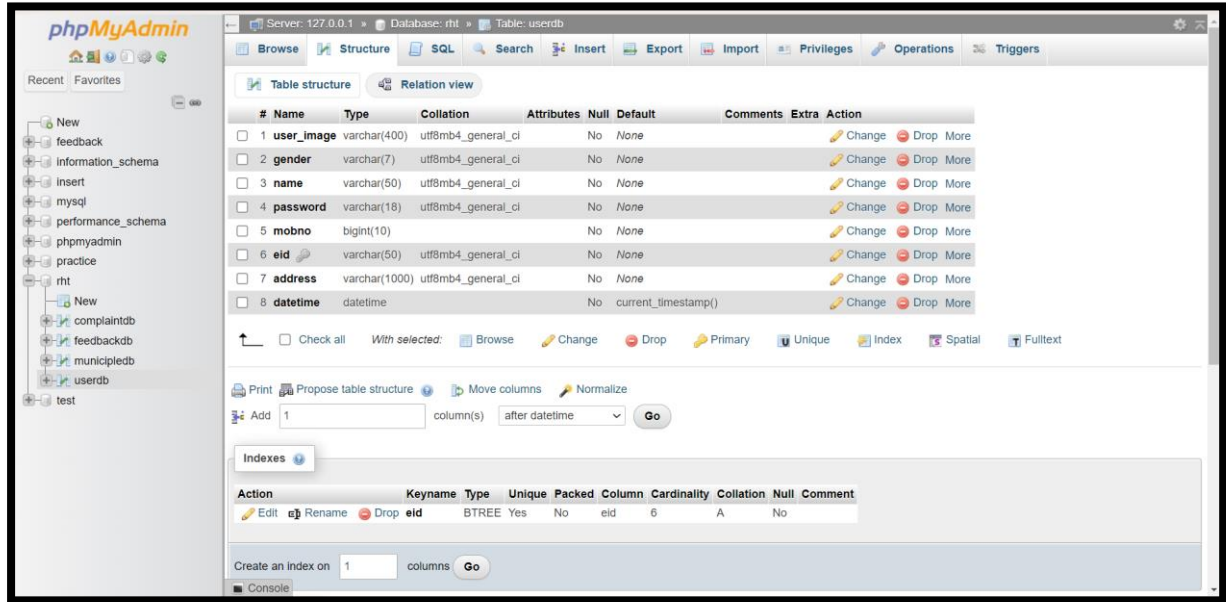 phpMyAdmin
Recent Favorites
New
feedback
information_schema
insert
mysql
performance_schema
phpmyadmin
practice
rht
New
complaintdb
feedbackdb
municipledb
userdb
test
Server: 127.0.0.1 » Database: rht » Table: userdb
Browse Structure SQL Search Insert Export Import Privileges Operations Triggers
Table structure Relation view
# Name Type Collation Attributes Null Default Comments Extra Action
1 user_image varchar(400) utf8mb4_general_ci No None Change Drop More
2 gender varchar(7) utf8mb4_general_ci No None Change Drop More
3 name varchar(50) utf8mb4_general_ci No None Change Drop More
4 password varchar(18) utf8mb4_general_ci No None Change Drop More
5 mobno bigint(10) No None Change Drop More
6 eid varchar(50) utf8mb4_general_ci No None Change Drop More
7 address varchar(1000) utf8mb4_general_ci No None Change Drop More
8 datetime datetime No current_timestamp() Change Drop More
Check all With selected: Browse Change Drop Primary U Unique Index S Spatial T Fulltext
Print Propose table structure Move columns Normalize
Add 1 column(s) after datetime Go
Indexes
Action Keyname Type Unique Packed Column Cardinality Collation Null Comment
Edit Rename Drop eid BTREE Yes No eid 6 A No
Create an index on 1 columns Go
Console